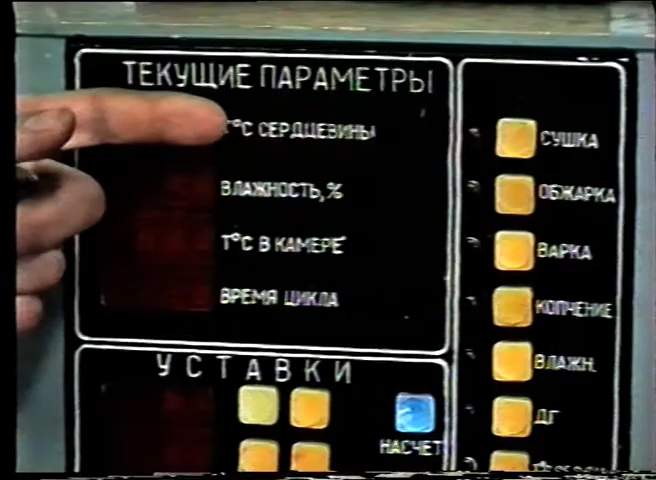 ТЕКУЩИЕ ПАРАМЕТРЫ
T°C СЕРДЦЕВИНЫ
ВЛАЖНОСТЬ,%
T°C В КАМЕРЕ
ВРЕМЯ ЦИКЛА
УСТАВКИ
НАСЧЕТ
СУШКА
ОБЖАРКА
ВАРКА
КОПЧЕНИЕ
ВЛАЖН.
ДГ